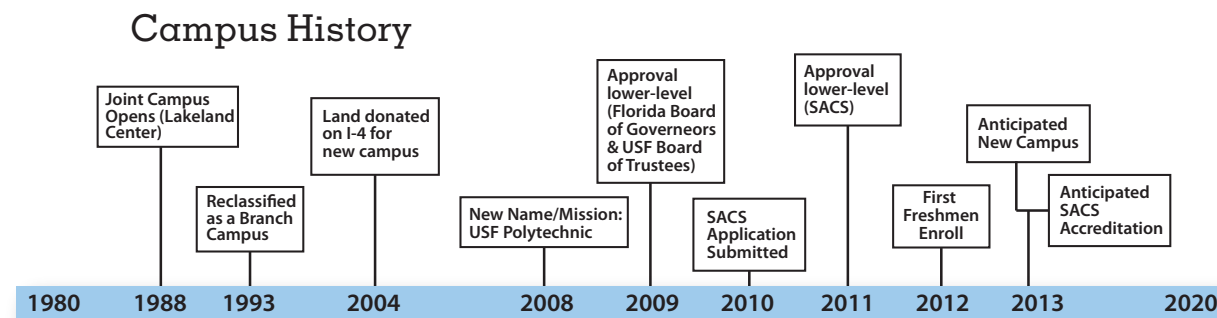 Campus History
Joint Campus
Opens (Lakeland
Center)
Reclassified
as a Branch
Campus
Land donated
on I-4 for
new campus
New Name/Mission:
USF Polytechnic
Approval
lower-level
(Florida Board
of Governeors
& USF Board
of Trustees)
SACS
Application
Submitted
Approval
lower-level
(SACS)
First
Freshmen
Enroll
Anticipated
New Campus
Anticipated
SACS
Accreditation
1980 1988 1993 2004 2008 2009 2010 2011 2012 2013 2020